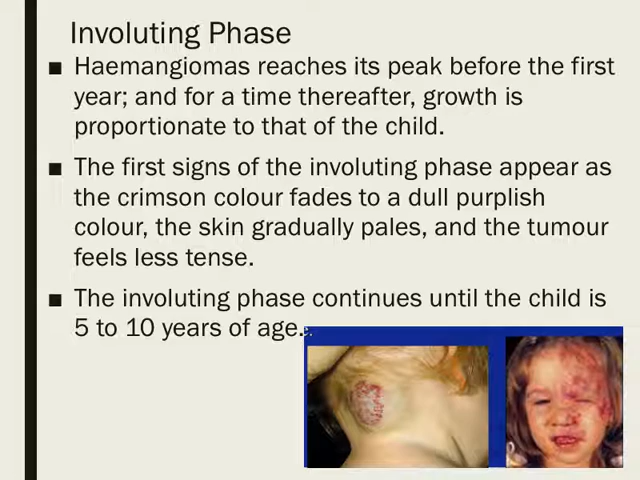 Involuting Phase
■ Haemangiomas reaches its peak before the first
year; and for a time thereafter, growth is
proportionate to that of the child.
■ The first signs of the involuting phase appear as
the crimson colour fades to a dull purplish
colour, the skin gradually pales, and the tumour
feels less tense.
■ The involuting phase continues until the child is
5 to 10 years of age.